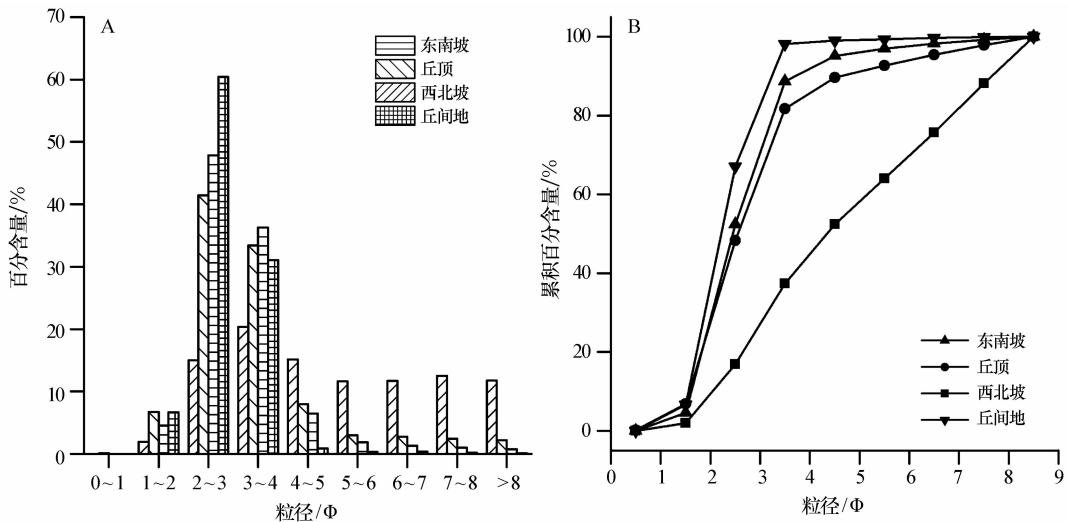 A
70
60
50
40
30
20
10
0
百分含量/%
东南坡
丘顶
西北坡
丘间地
0~1 1~2 2~3 3~4 4~5 5~6 6~7 7~8 >8
粒径/Φ
B
100
80
60
40
20
0
累积百分含量/%
东南坡
丘顶
西北坡
丘间地
0 1 2 3 4 5 6 7 8 9
粒径/Φ